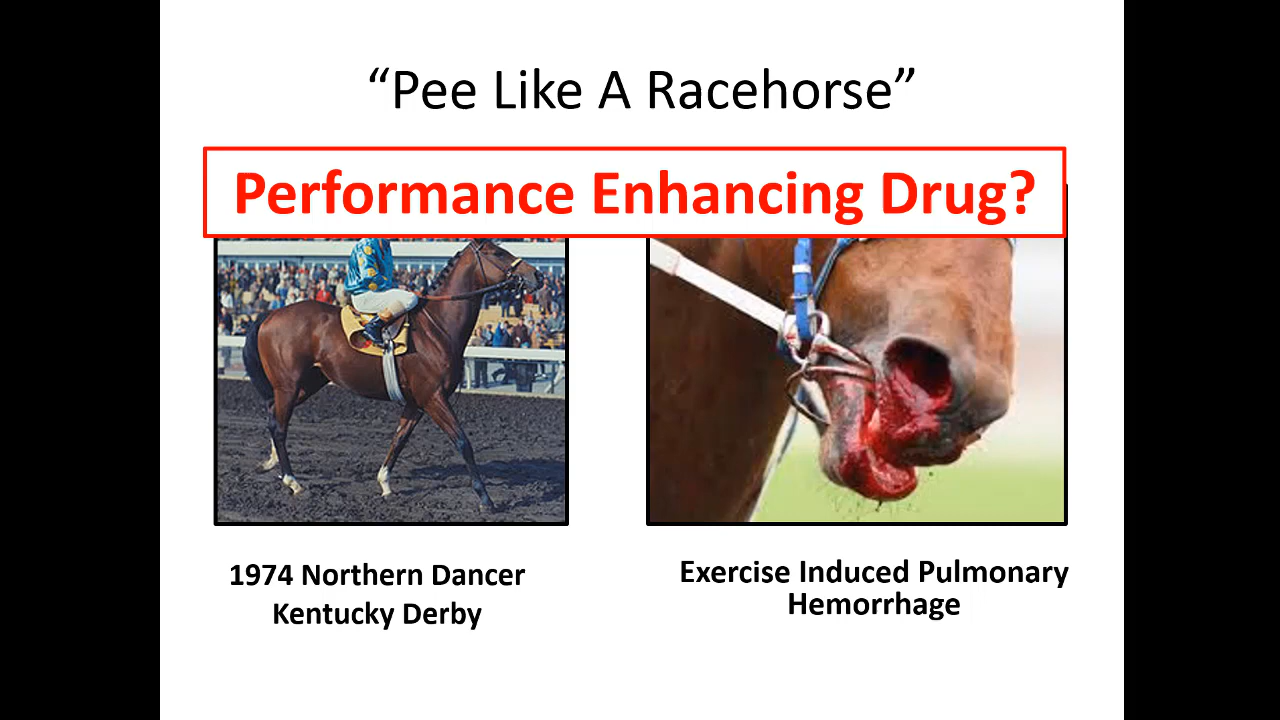 “Pee Like A Racehorse”
Performance Enhancing Drug?
1974 Northern Dancer
Kentucky Derby
Exercise Induced Pulmonary
Hemorrhage